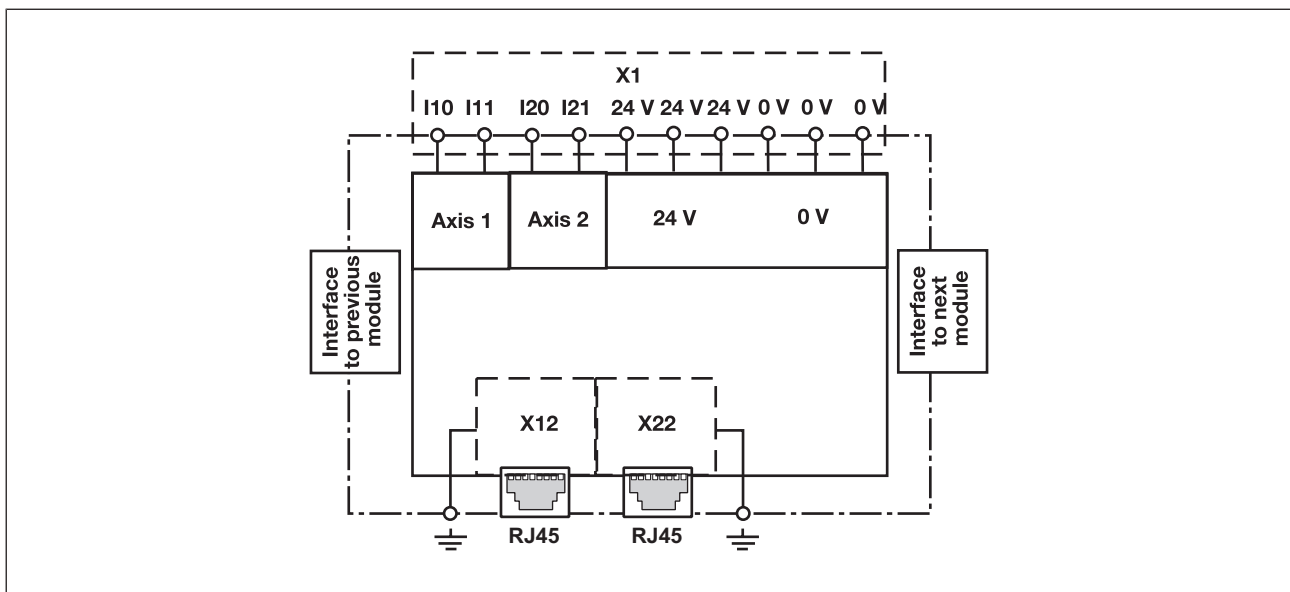 X1
I10 I11 I20 I21 24 V 24 V 24 V 0 V 0 V 0 V
Axis 1
Axis 2
24 V
0 V
Interface
to previous
module
Interface
to next
module
X12
X22
RJ45
RJ45